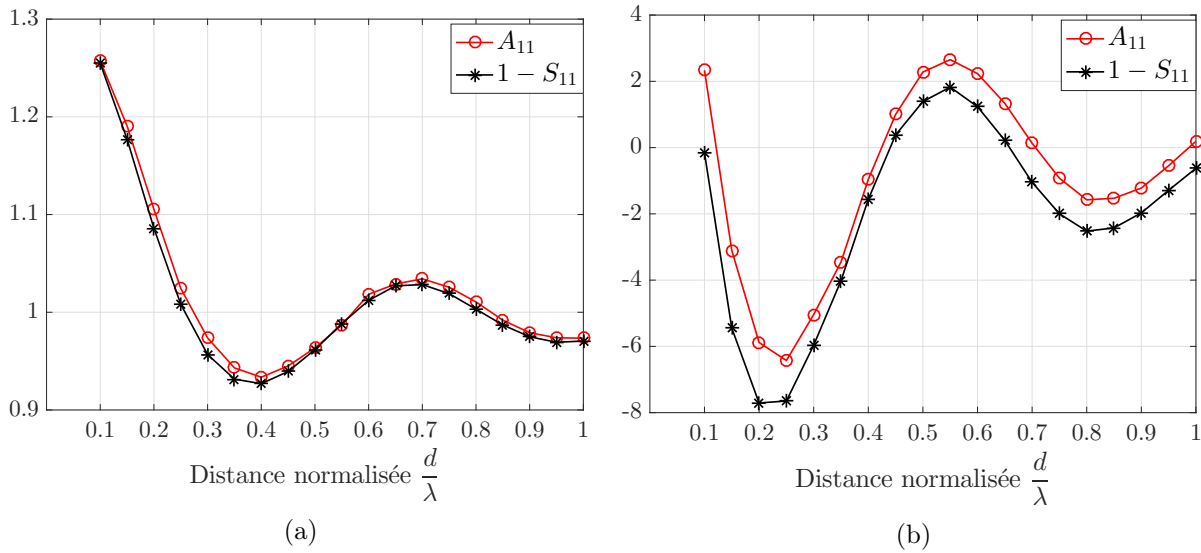 1.3
1.2
1.1
1
0.9
0.1 0.2 0.3 0.4 0.5 0.6 0.7 0.8 0.9 1
A₁₁
1 − S₁₁
Distance normalisée d/λ
(a)
4
2
0
-2
-4
-6
-8
0.1 0.2 0.3 0.4 0.5 0.6 0.7 0.8 0.9 1
A₁₁
1 − S₁₁
Distance normalisée d/λ
(b)